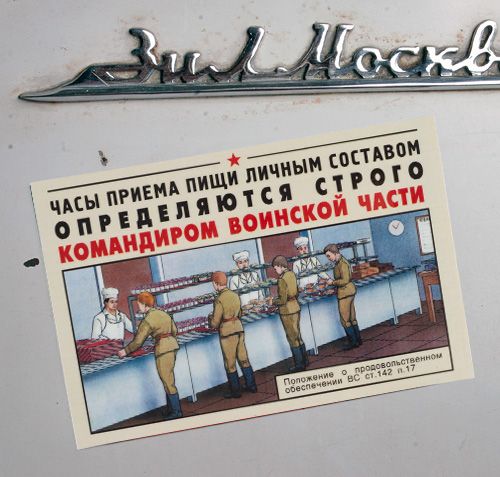 ЗиЛ Москв
ЧАСЫ ПРИЕМА ПИЩИ ЛИЧНЫМ СОСТАВОМ
ОПРЕДЕЛЯЮТСЯ СТРОГО
КОМАНДИРОМ ВОИНСКОЙ ЧАСТИ
Положение о продовольственном
обеспечении ВС ст.142 п.17